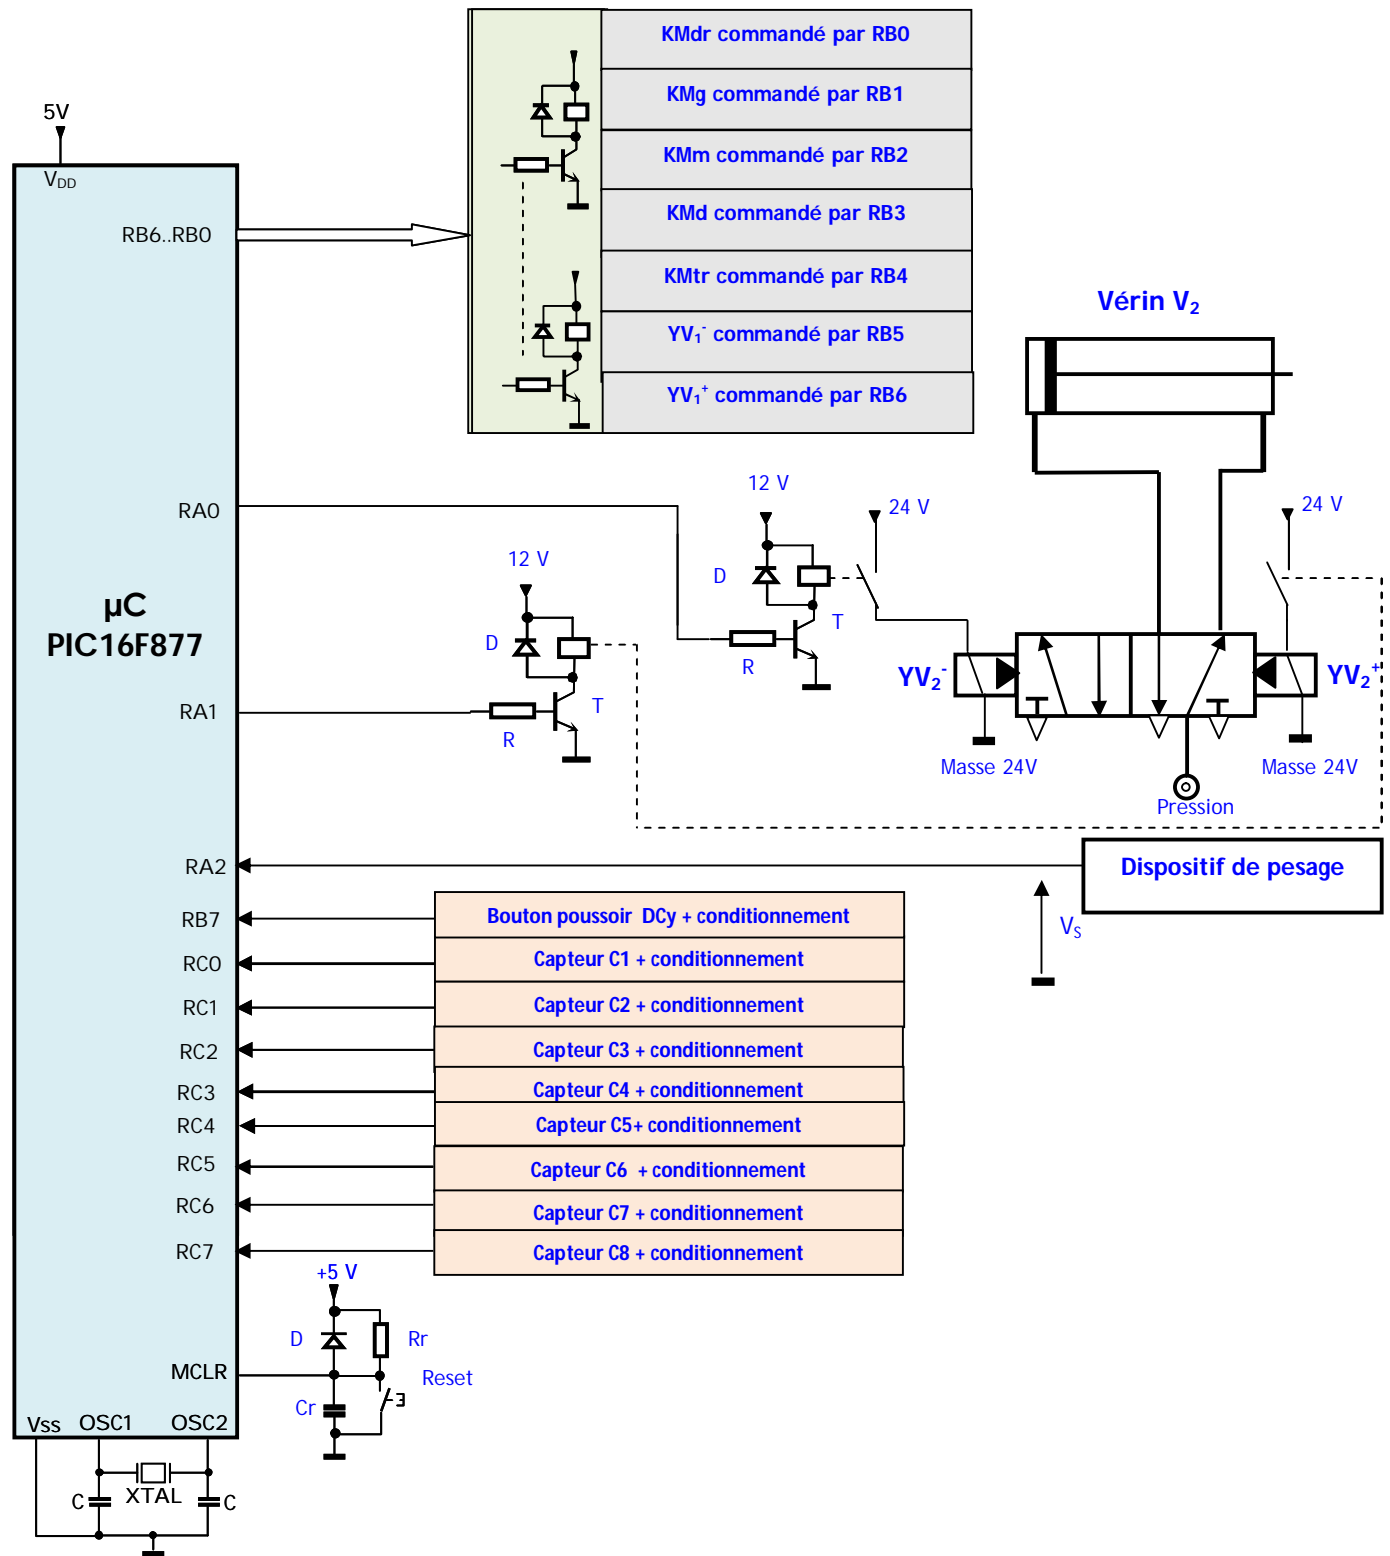 KMdr commandé par RB0
KMg commandé par RB1
KMm commandé par RB2
KMd commandé par RB3
KMtr commandé par RB4
YV₁⁻ commandé par RB5
YV₁⁺ commandé par RB6
5V
V_DD
RB6..RB0
Vérin V₂
RA0
12 V
24 V
24 V
D
T
R
12 V
D
T
R
µC
PIC16F877
YV₂⁻
YV₂⁺
RA1
Masse 24V
Masse 24V
Pression
RA2
Dispositif de pesage
V_S
RB7
Bouton poussoir DCy + conditionnement
RC0
Capteur C1 + conditionnement
RC1
Capteur C2 + conditionnement
RC2
Capteur C3 + conditionnement
RC3
Capteur C4 + conditionnement
RC4
Capteur C5+ conditionnement
RC5
Capteur C6 + conditionnement
RC6
Capteur C7 + conditionnement
RC7
Capteur C8 + conditionnement
+5 V
D
Rr
MCLR
Reset
Cr
Vss
OSC1
OSC2
C
XTAL
C